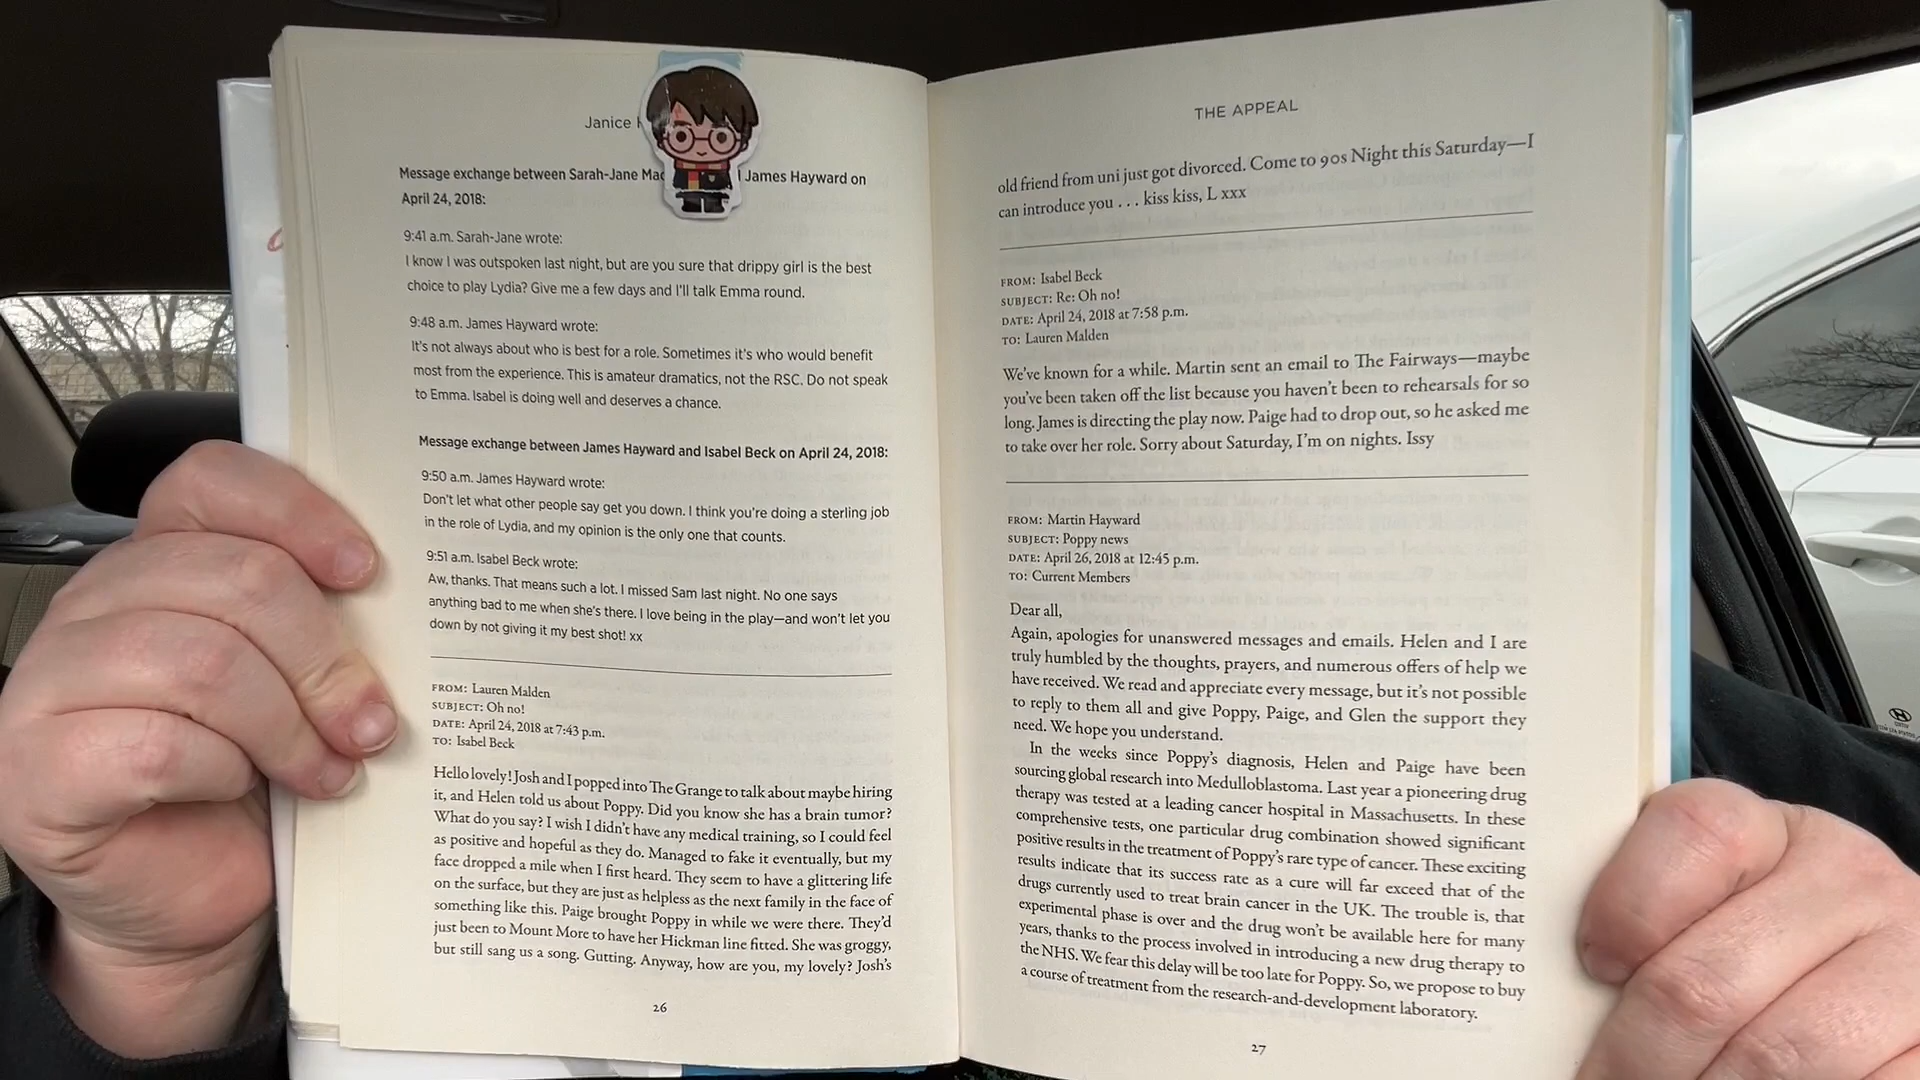 Janice
Message exchange between Sarah-Jane Mac James Hayward on
April 24, 2018:
9:41 a.m. Sarah-Jane wrote:
I know I was outspoken last night, but are you sure that drippy girl is the best
choice to play Lydia? Give me a few days and I'll talk Emma round.
9:48 a.m. James Hayward wrote:
It's not always about who is best for a role. Sometimes it's who would benefit
most from the experience. This is amateur dramatics, not the RSC. Do not speak
to Emma. Isabel is doing well and deserves a chance.
Message exchange between James Hayward and Isabel Beck on April 24, 2018:
9:50 a.m. James Hayward wrote:
Don't let what other people say get you down. I think you're doing a sterling job
in the role of Lydia, and my opinion is the only one that counts.
9:51 a.m. Isabel Beck wrote:
Aw, thanks. That means such a lot. I missed Sam last night. No one says
anything bad to me when she's there. I love being in the play—and won't let you
down by not giving it my best shot! xx
FROM: Lauren Malden
SUBJECT: Oh no!
DATE: April 24, 2018 at 7:43 p.m.
TO: Isabel Beck
Hello lovely! Josh and I popped into The Grange to talk about maybe hiring
it, and Helen told us about Poppy. Did you know she has a brain tumor?
What do you say? I wish I didn't have any medical training, so I could feel
as positive and hopeful as they do. Managed to fake it eventually, but my
face dropped a mile when I first heard. They seem to have a glittering life
on the surface, but they are just as helpless as the next family in the face of
something like this. Paige brought Poppy in while we were there. They'd
just been to Mount More to have her Hickman line fitted. She was groggy,
but still sang us a song. Gutting. Anyway, how are you, my lovely? Josh's
26
THE APPEAL
old friend from uni just got divorced. Come to 90s Night this Saturday—I
can introduce you . . . kiss kiss, L xxx
FROM: Isabel Beck
SUBJECT: Re: Oh no!
DATE: April 24, 2018 at 7:58 p.m.
TO: Lauren Malden
We've known for a while. Martin sent an email to The Fairways—maybe
you've been taken off the list because you haven't been to rehearsals for so
long. James is directing the play now. Paige had to drop out, so he asked me
to take over her role. Sorry about Saturday, I'm on nights. Issy
FROM: Martin Hayward
SUBJECT: Poppy news
DATE: April 26, 2018 at 12:45 p.m.
TO: Current Members
Dear all,
Again, apologies for unanswered messages and emails. Helen and I are
truly humbled by the thoughts, prayers, and numerous offers of help we
have received. We read and appreciate every message, but it's not possible
to reply to them all and give Poppy, Paige, and Glen the support they
need. We hope you understand.
In the weeks since Poppy's diagnosis, Helen and Paige have been
sourcing global research into Medulloblastoma. Last year a pioneering drug
therapy was tested at a leading cancer hospital in Massachusetts. In these
comprehensive tests, one particular drug combination showed significant
positive results in the treatment of Poppy's rare type of cancer. These exciting
results indicate that its success rate as a cure will far exceed that of the
drugs currently used to treat brain cancer in the UK. The trouble is, that
experimental phase is over and the drug won't be available here for many
years, thanks to the process involved in introducing a new drug therapy to
the NHS. We fear this delay will be too late for Poppy. So, we propose to buy
a course of treatment from the research-and-development laboratory.
27